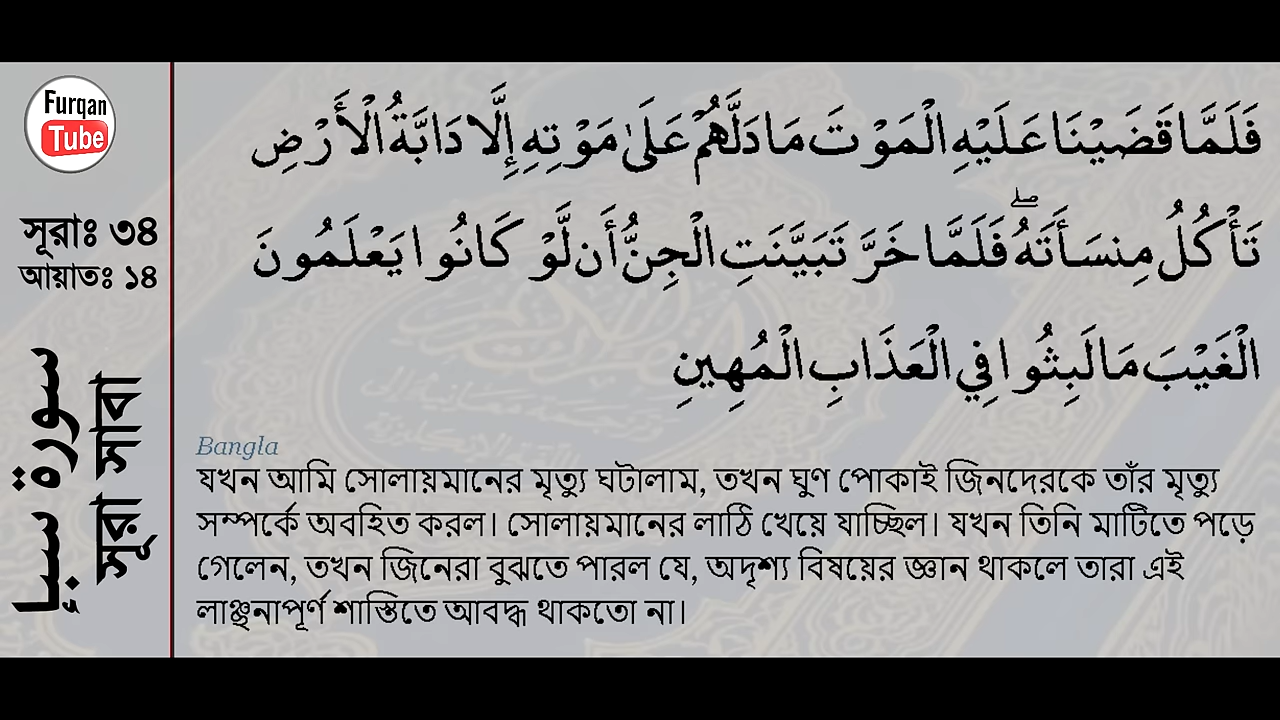 Furqan
Tube
সূরাঃ ৩৪
আয়াতঃ ১৪
سورة سبإ
সূরা সাবা
فَلَمَّا قَضَيْنَا عَلَيْهِ الْمَوْتَ مَا دَلَّهُمْ عَلَىٰ مَوْتِهِ إِلَّا دَابَّةُ الْأَرْضِ
تَأْكُلُ مِنسَأَتَهُ ۖ فَلَمَّا خَرَّ تَبَيَّنَتِ الْجِنُّ أَن لَّوْ كَانُوا يَعْلَمُونَ
الْغَيْبَ مَا لَبِثُوا فِي الْعَذَابِ الْمُهِينِ
Bangla
যখন আমি সোলায়মানের মৃত্যু ঘটালাম, তখন ঘুণ পোকাই জিনদেরকে তাঁর মৃত্যু
সম্পর্কে অবহিত করল। সোলায়মানের লাঠি খেয়ে যাচ্ছিল। যখন তিনি মাটিতে পড়ে
গেলেন, তখন জিনেরা বুঝতে পারল যে, অদৃশ্য বিষয়ের জ্ঞান থাকলে তারা এই
লাঞ্ছনাপূর্ণ শাস্তিতে আবদ্ধ থাকতো না।